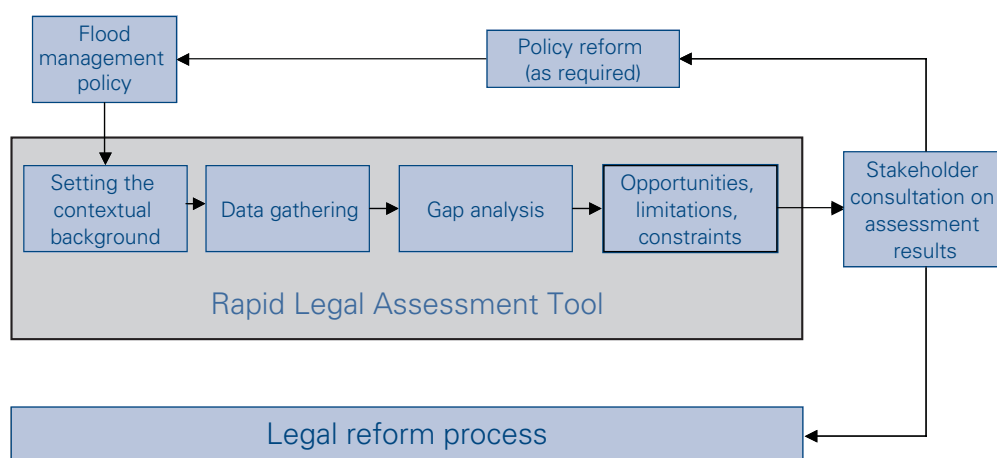 Flood
management
policy
Policy reform
(as required)
Setting the
contextual
background
Data gathering
Gap analysis
Opportunities,
limitations,
constraints
Stakeholder
consultation on
assessment
results
Rapid Legal Assessment Tool
Legal reform process